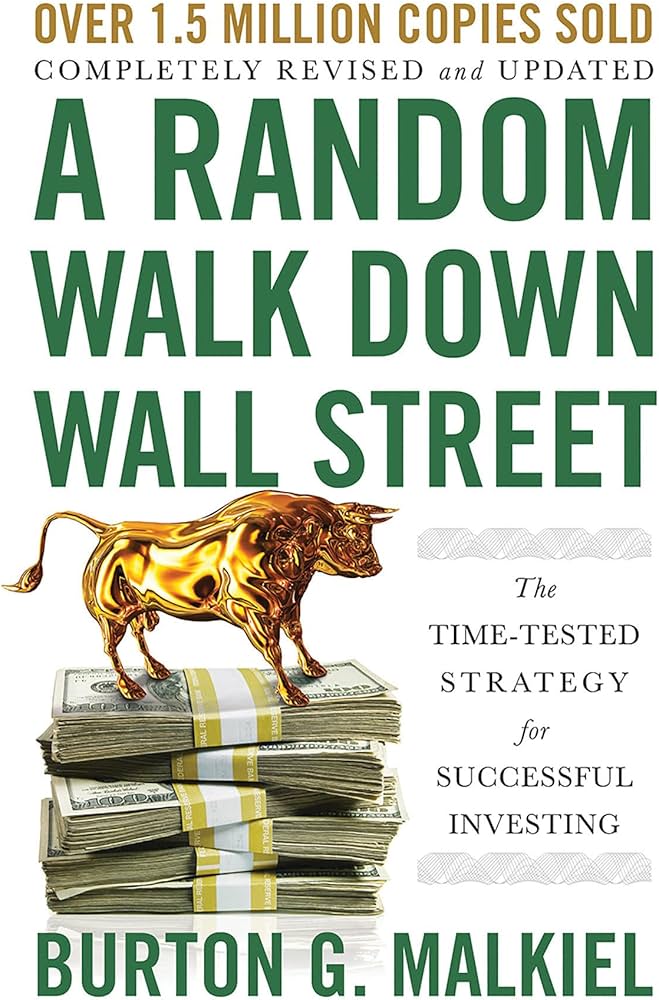 OVER 1.5 MILLION COPIES SOLD
COMPLETELY REVISED and UPDATED
A RANDOM
WALK DOWN
WALL STREET
The
TIME-TESTED
STRATEGY
for
SUCCESSFUL
INVESTING
BURTON G. MALKIEL